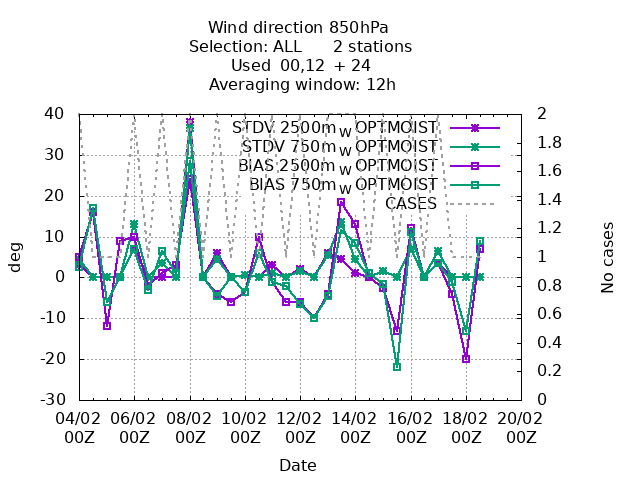 Wind direction 850hPa
Selection: ALL 2 stations
Used 00,12 + 24
Averaging window: 12h
40 2
STDV 2500m_W OPTMOIST
1.8
STDV 750m_W OPTMOIST
30 1.6
BIAS 2500m_W OPTMOIST
BIAS 750m_W OPTMOIST
20 1.4
CASES
10 1.2
0 1
0.8
-10 0.6
-20 0.4
0.2
-30 0
deg
No cases
04/02 06/02 08/02 10/02 12/02 14/02 16/02 18/02 20/02
00Z 00Z 00Z 00Z 00Z 00Z 00Z 00Z 00Z
Date